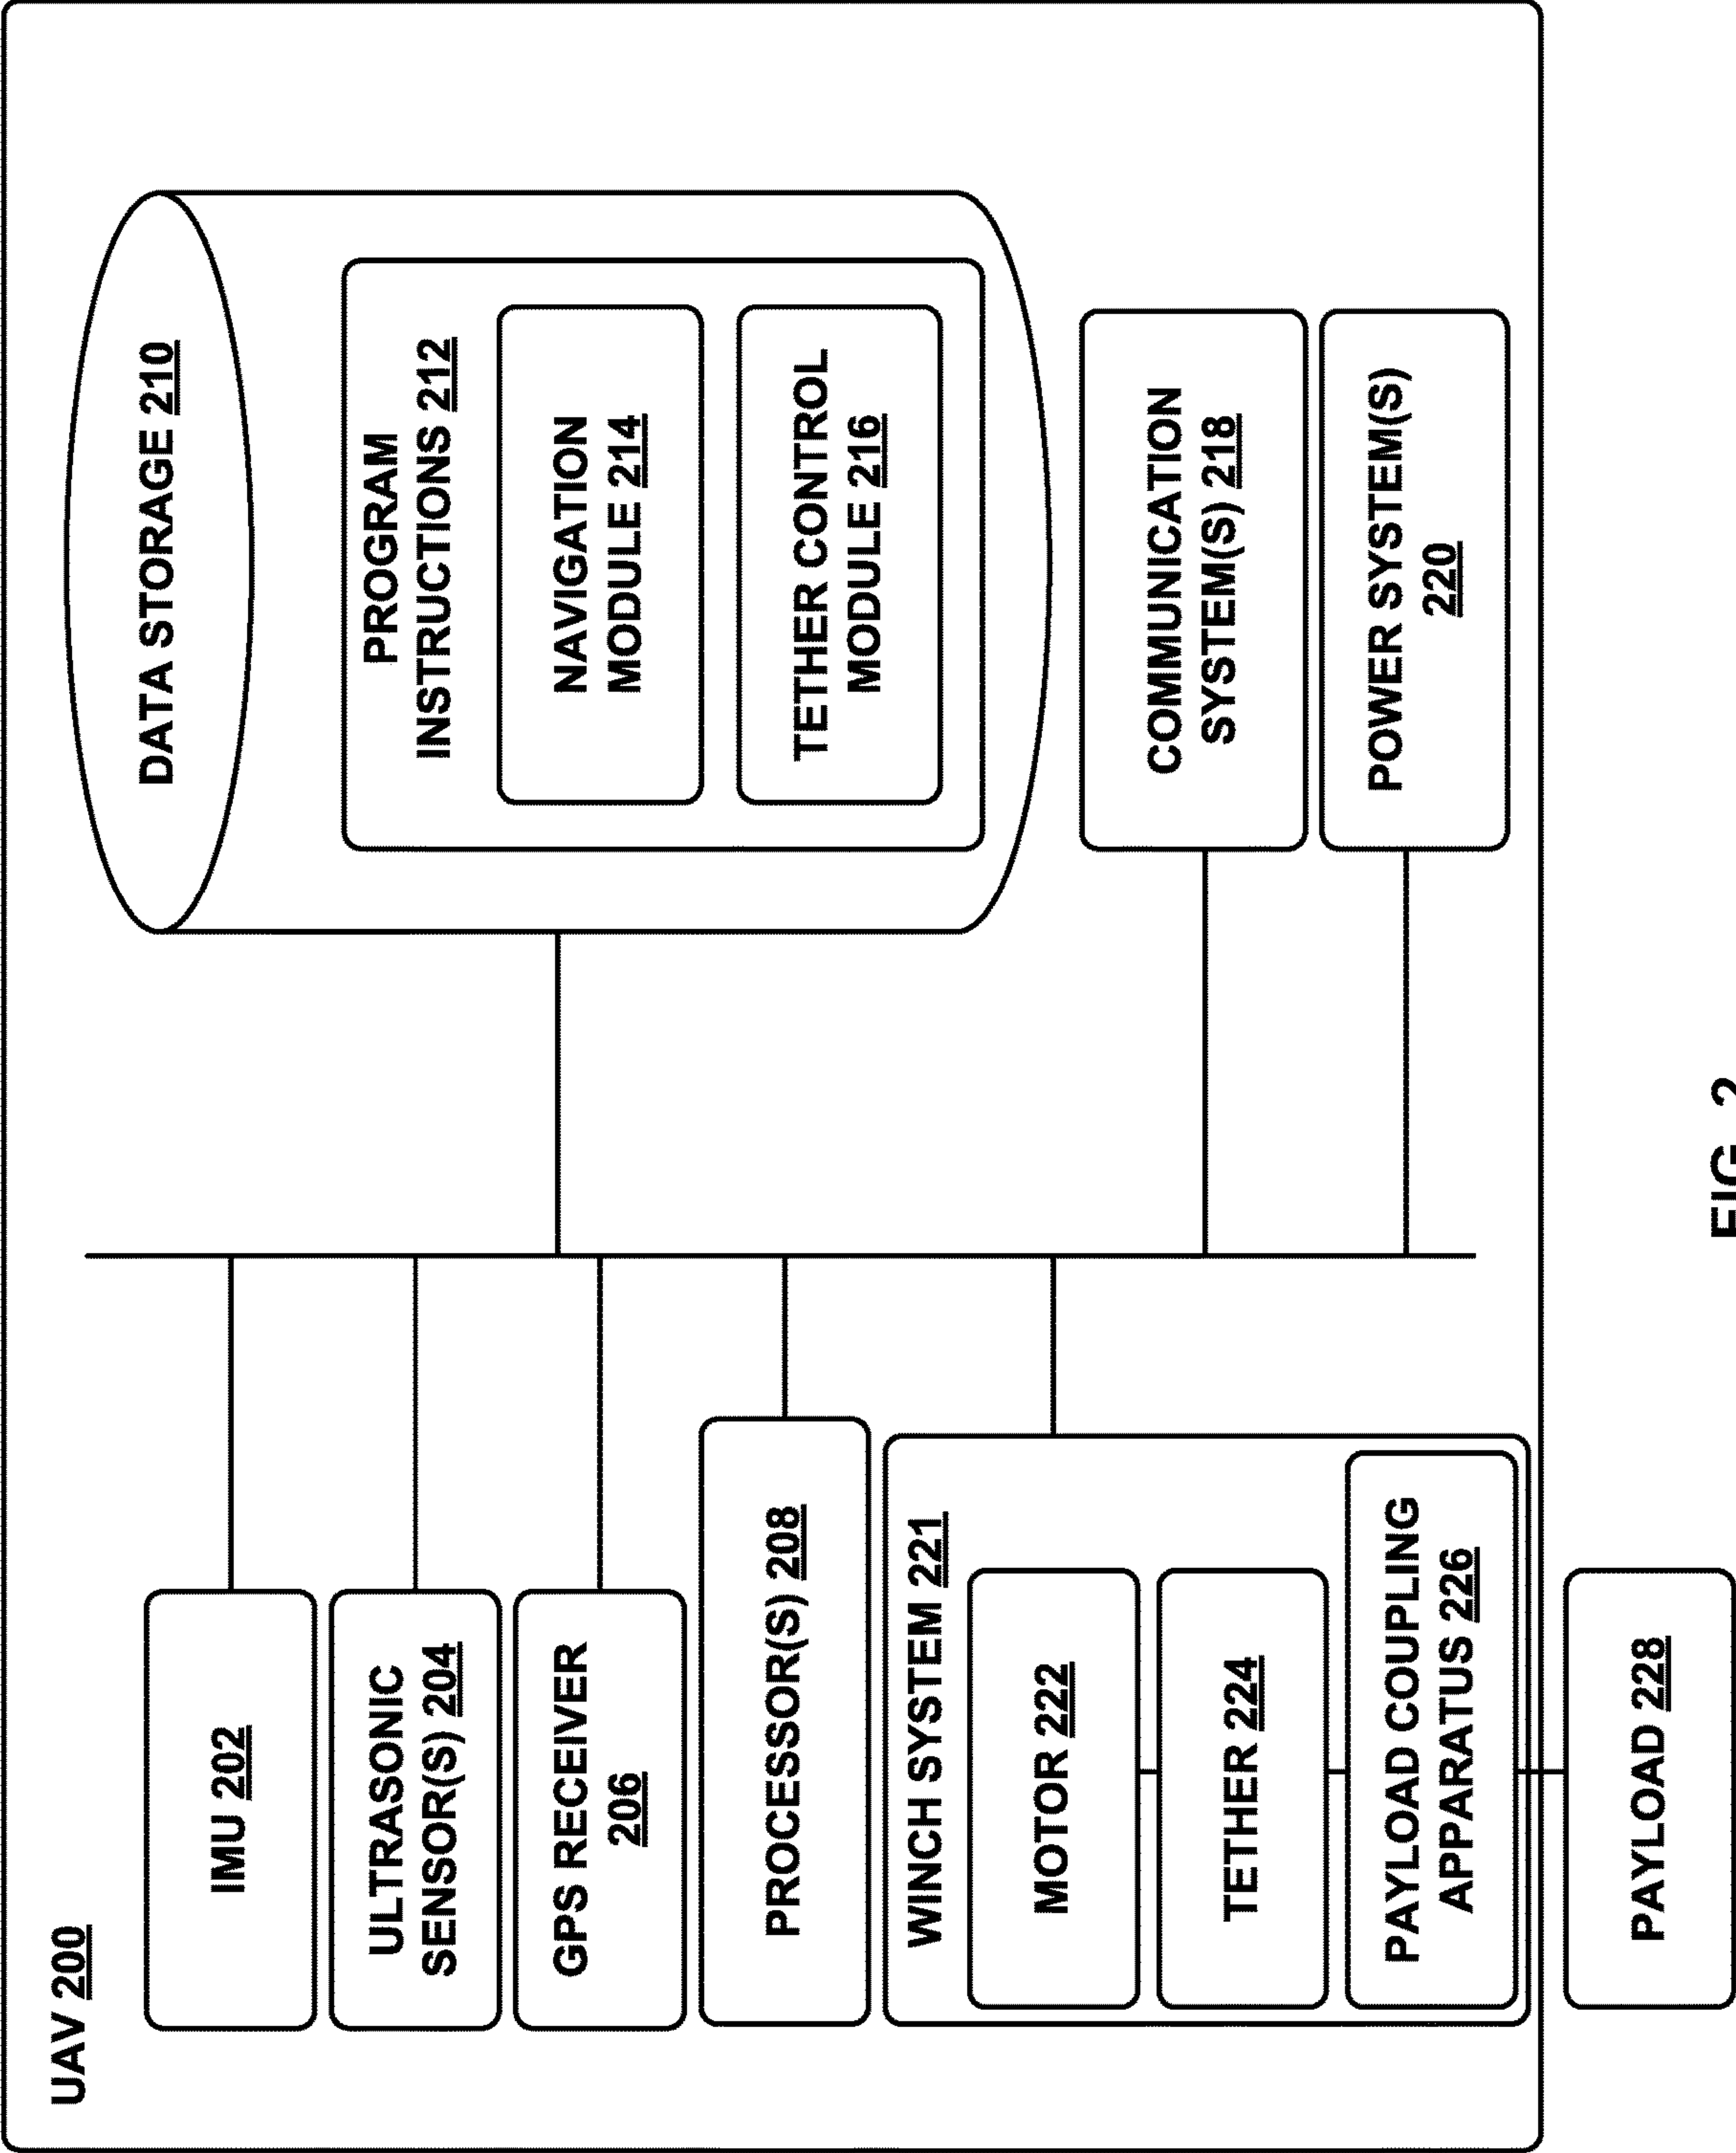 UAV 200
IMU 202
ULTRASONIC
SENSOR(S) 204
GPS RECEIVER
206
PROCESSOR(S) 208
WINCH SYSTEM 221
MOTOR 222
TETHER 224
PAYLOAD COUPLING
APPARATUS 226
PAYLOAD 228
DATA STORAGE 210
PROGRAM
INSTRUCTIONS 212
NAVIGATION
MODULE 214
TETHER CONTROL
MODULE 216
COMMUNICATION
SYSTEM(S) 218
POWER SYSTEM(S)
220
FIG. 2